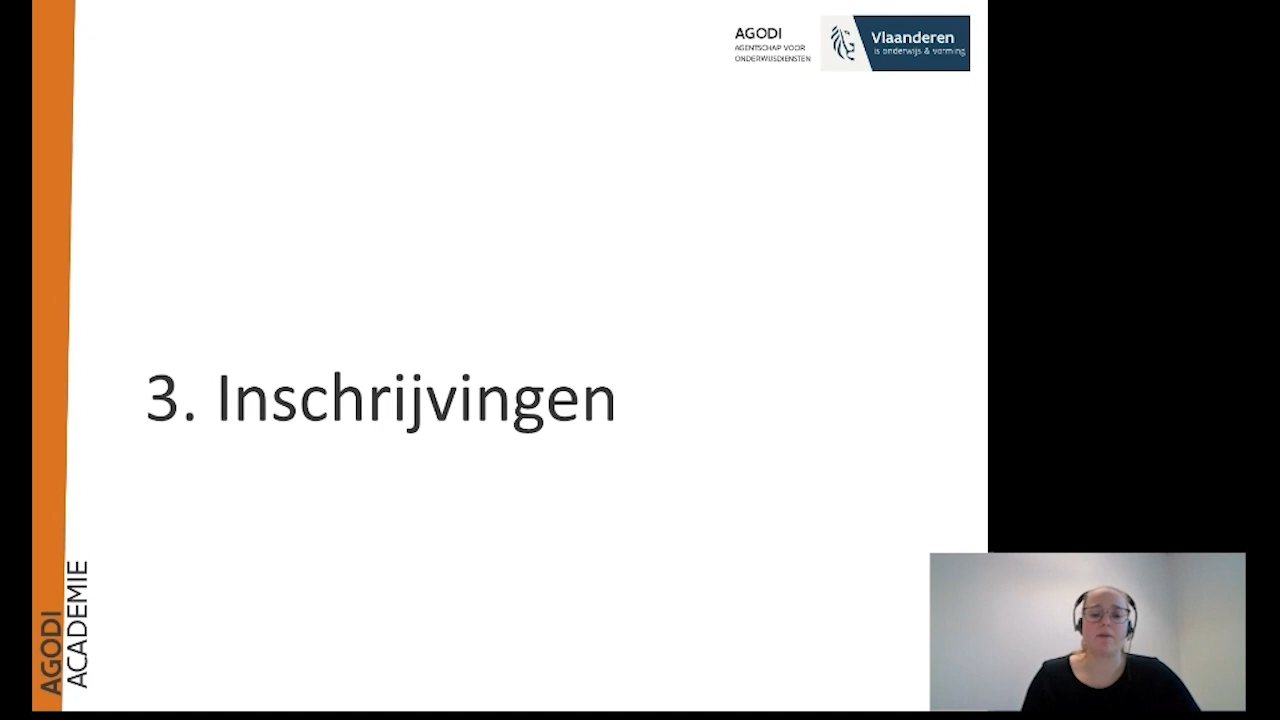 AGODI
AGENTSCHAP VOOR
ONDERWIJSDIENSTEN
Vlaanderen
is onderwijs & vorming
3. Inschrijvingen
AGODI
ACADEMIE